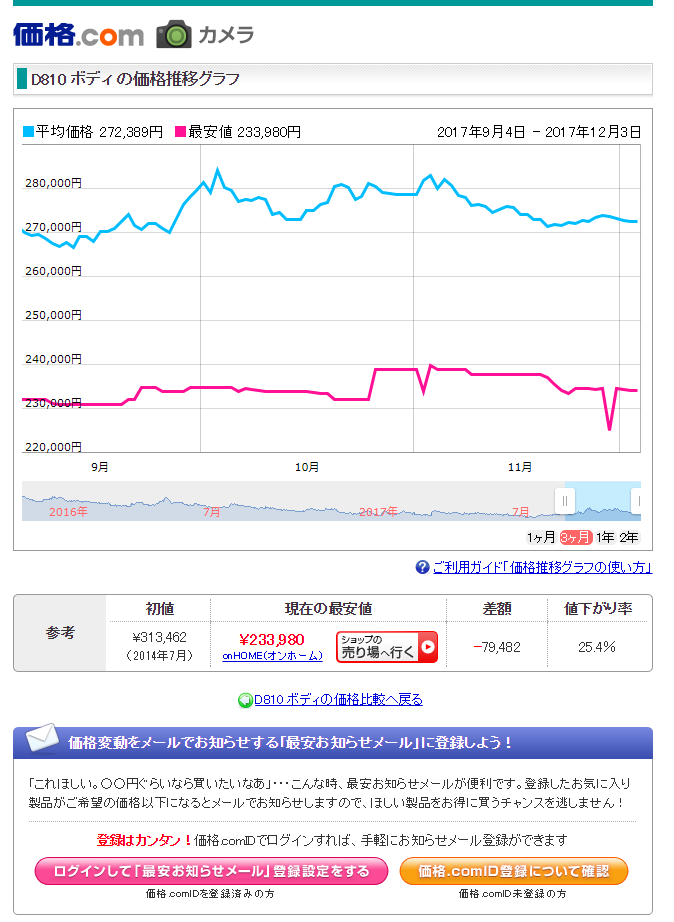 価格.com カメラ
D810 ボディ の価格推移グラフ
平均価格 272,389円 最安値 233,980円 2017年9月4日 - 2017年12月3日
280,000円
270,000円
260,000円
250,000円
240,000円
230,000円
220,000円
9月 10月 11月
2016年 7月 2017年 7月
1ヶ月 3ヶ月 1年 2年
? ご利用ガイド「価格推移グラフの使い方」
参考
初値 現在の最安値 差額 値下がり率
¥313,462
(2014年7月)
¥233,980
onHOME(オンホーム)
ショップの
売り場へ行く
-79,482 25.4%
D810 ボディの価格比較へ戻る
価格変動をメールでお知らせする「最安お知らせメール」に登録しよう！
「これほしい。〇〇円ぐらいなら買いたいなあ」・・・こんな時、最安お知らせメールが便利です。登録したお気に入り
製品がご希望の価格以下になるとメールでお知らせしますので、ほしい製品をお得に買うチャンスを逃しません！
登録はカンタン！価格.comIDでログインすれば、手軽にお知らせメール登録ができます
ログインして「最安お知らせメール」登録設定をする 価格.comID登録について確認
価格.comIDを登録済みの方 価格.comID未登録の方